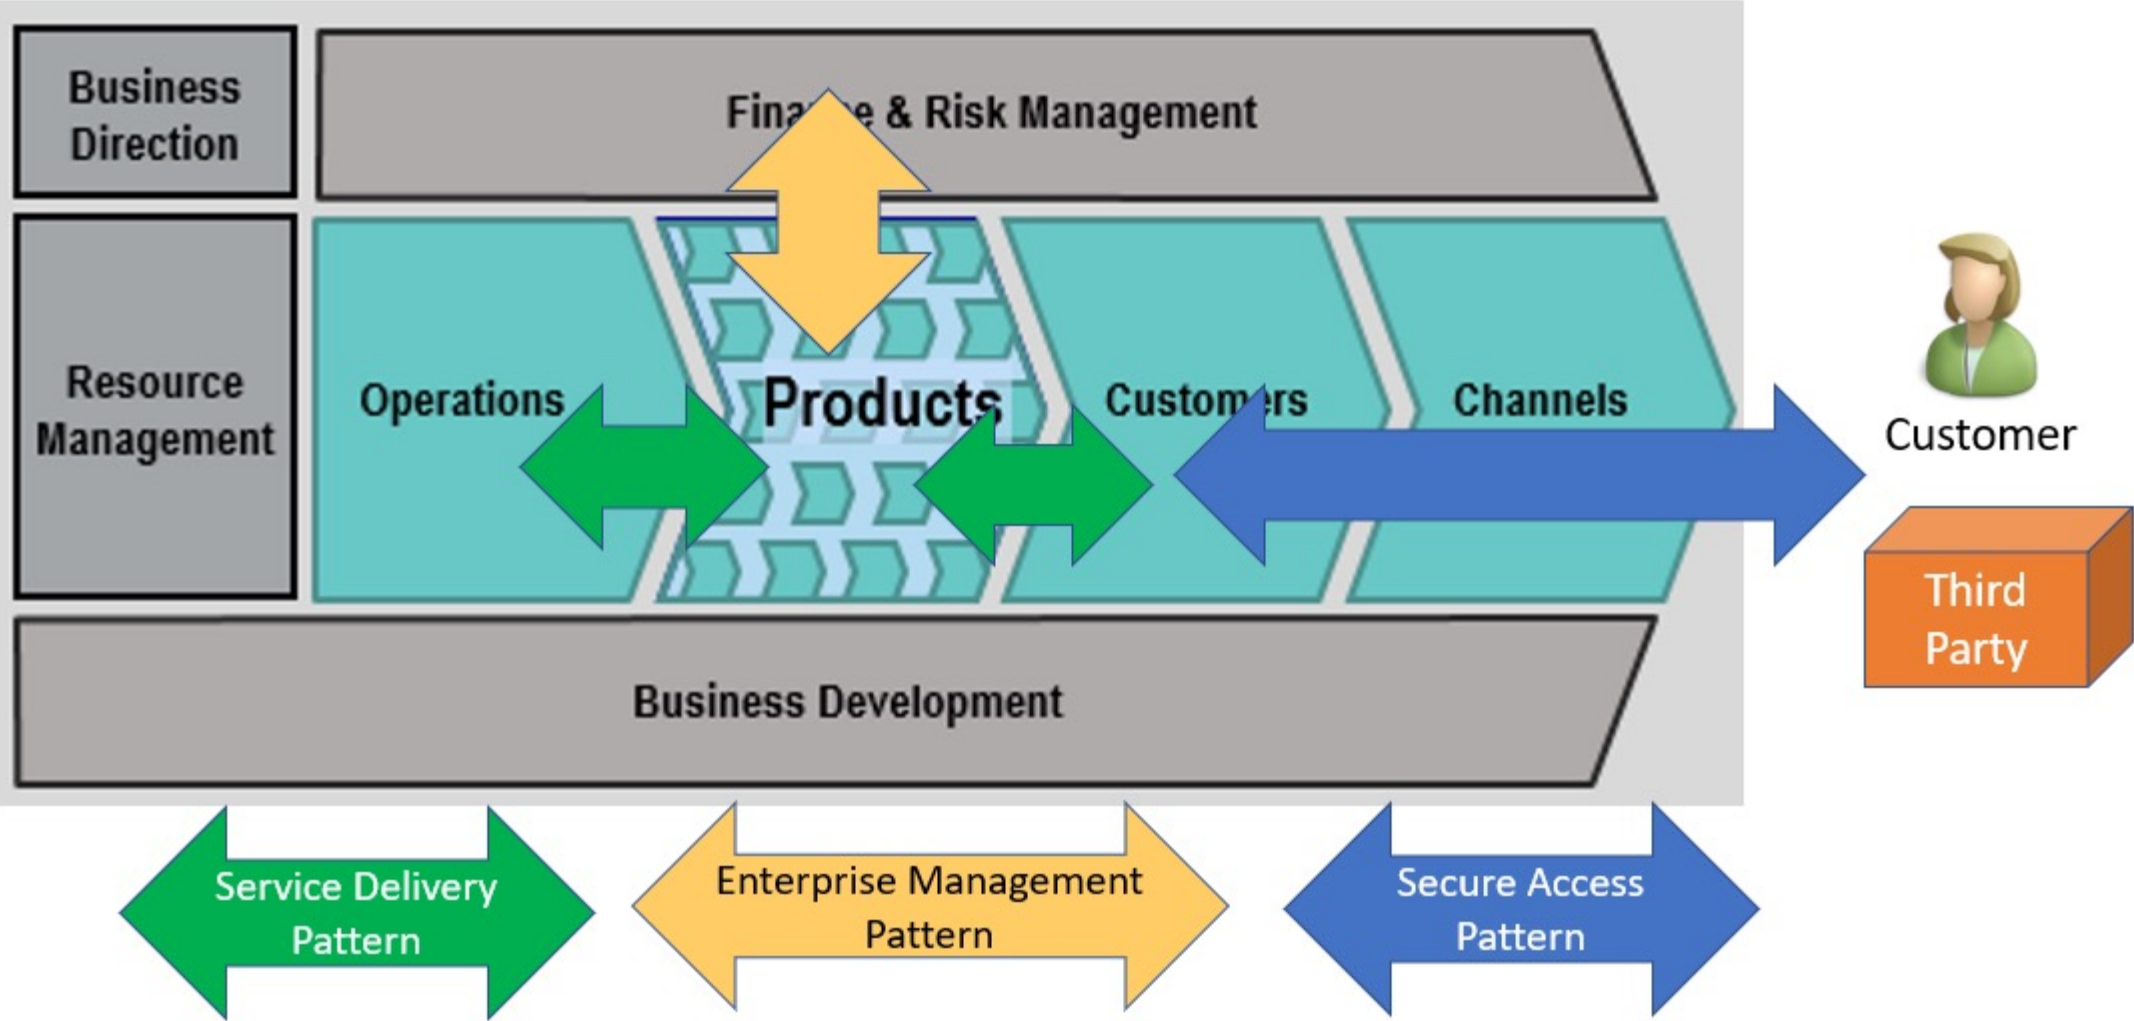 Business
Direction
Finance & Risk Management
Resource
Management
Operations
Products
Customers
Channels
Customer
Third
Party
Business Development
Service Delivery
Pattern
Enterprise Management
Pattern
Secure Access
Pattern